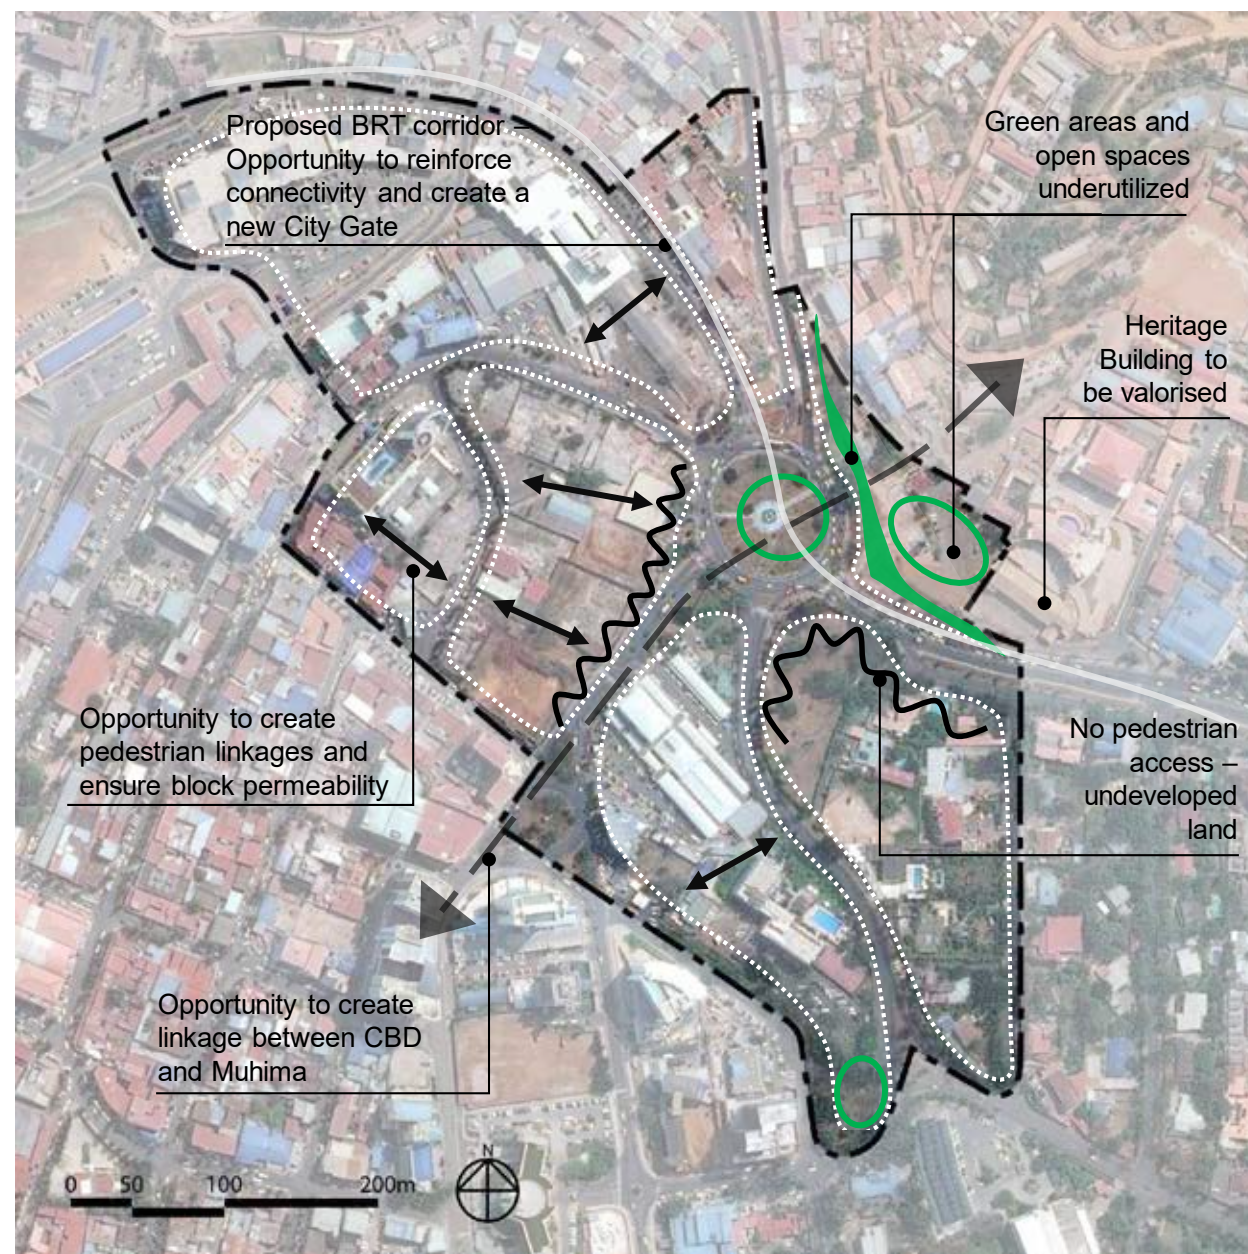 Proposed BRT corridor –
Opportunity to reinforce
connectivity and create a
new City Gate
Green areas and
open spaces
underutilized
Heritage
Building to
be valorised
Opportunity to create
pedestrian linkages and
ensure block permeability
No pedestrian
access –
undeveloped
land
Opportunity to create
linkage between CBD
and Muhima
0 50 100 200m
N